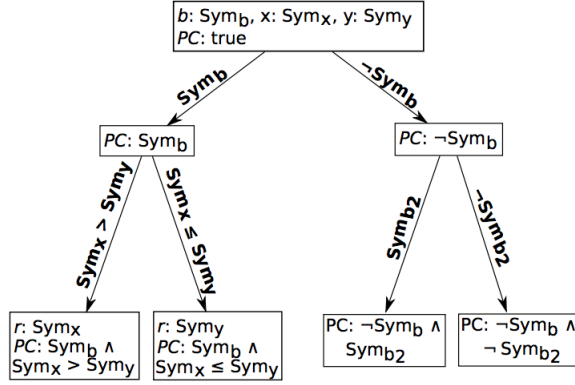 b: Sym_b, x: Sym_x, y: Sym_y
PC: true
Sym_b
¬Sym_b
PC: Sym_b
PC: ¬Sym_b
Sym_x > Sym_y
Sym_x ≤ Sym_y
Sym_b2
¬Sym_b2
r: Sym_x
PC: Sym_b ∧
Sym_x > Sym_y
r: Sym_y
PC: Sym_b ∧
Sym_x ≤ Sym_y
PC: ¬Sym_b ∧
Sym_b2
PC: ¬Sym_b ∧
¬ Sym_b2